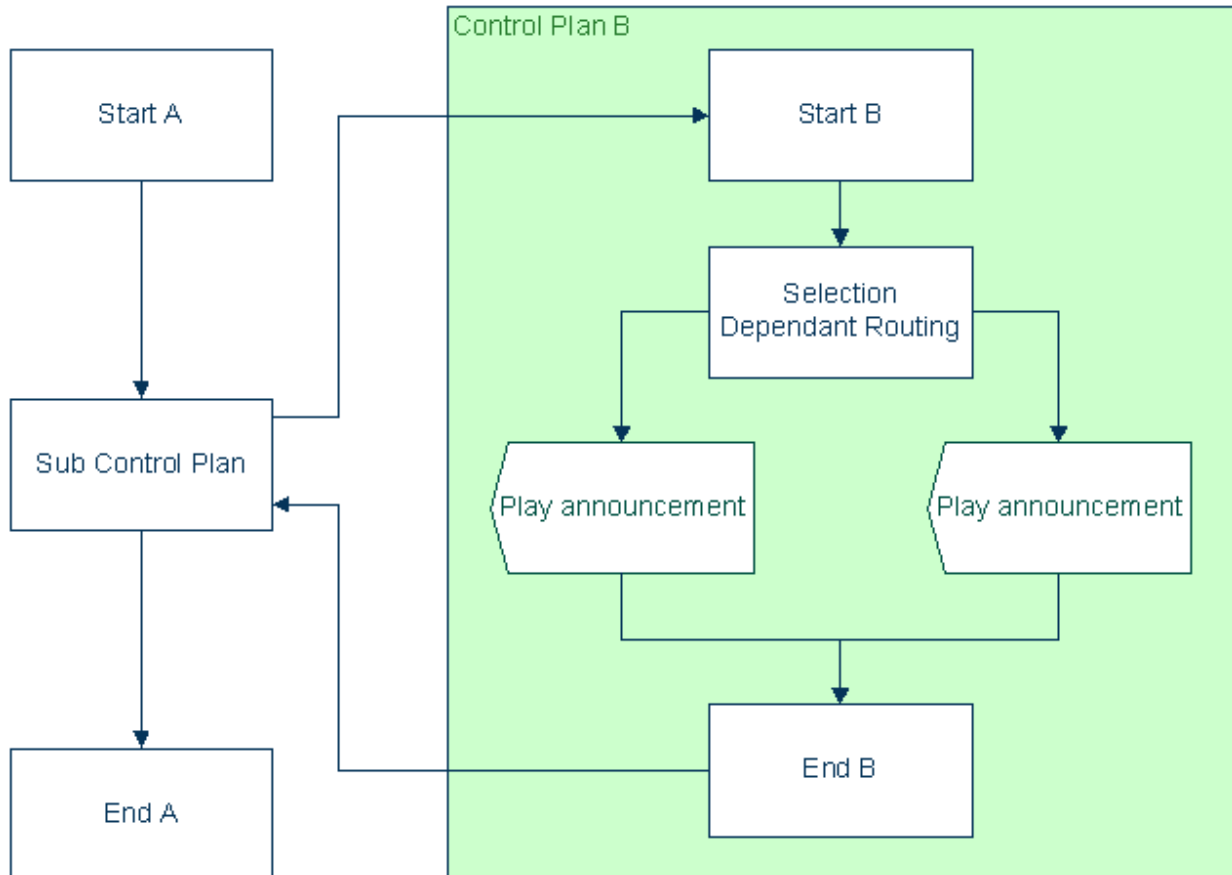 Control Plan B
Start A
Start B
Selection
Dependant Routing
Sub Control Plan
Play announcement
Play announcement
End B
End A